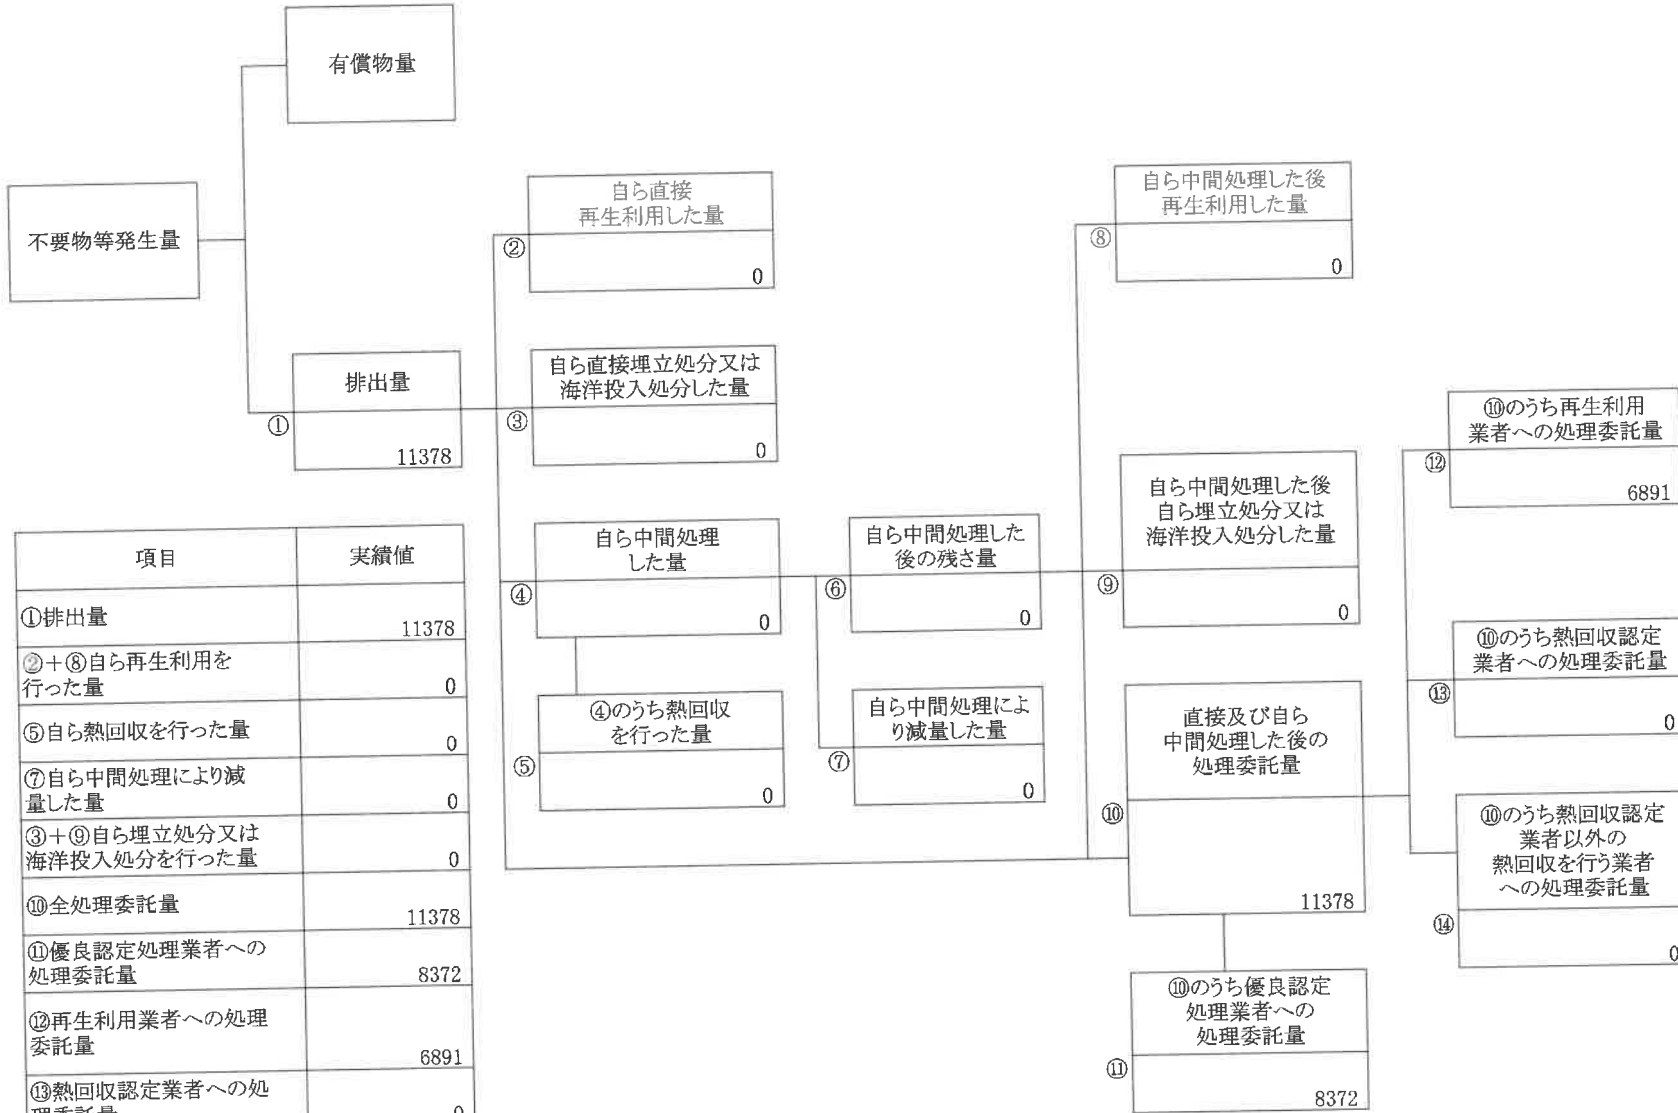 有償物量
不要物等発生量
排出量
①
11378
自ら直接
再生利用した量
②
0
自ら直接埋立処分又は
海洋投入処分した量
③
0
自ら中間処理
した量
④
0
④のうち熱回収
を行った量
⑤
0
自ら中間処理した
後の残さ量
⑥
0
自ら中間処理によ
り減量した量
⑦
0
自ら中間処理した後
再生利用した量
⑧
0
自ら中間処理した後
自ら埋立処分又は
海洋投入処分した量
⑨
0
直接及び自ら
中間処理した後の
処理委託量
⑩
11378
⑩のうち優良認定
処理業者への
処理委託量
⑪
8372
⑩のうち再生利用
業者への処理委託量
⑫
6891
⑩のうち熱回収認定
業者への処理委託量
⑬
0
⑩のうち熱回収認定
業者以外の
熱回収を行う業者
への処理委託量
⑭
0
項目 実績値
①排出量 11378
②+⑧自ら再生利用を
行った量 0
⑤自ら熱回収を行った量 0
⑦自ら中間処理により減
量した量 0
③+⑨自ら埋立処分又は
海洋投入処分を行った量 0
⑩全処理委託量 11378
⑪優良認定処理業者への
処理委託量 8372
⑫再生利用業者への処理
委託量 6891
⑬熱回収認定業者への処
理委託量 0